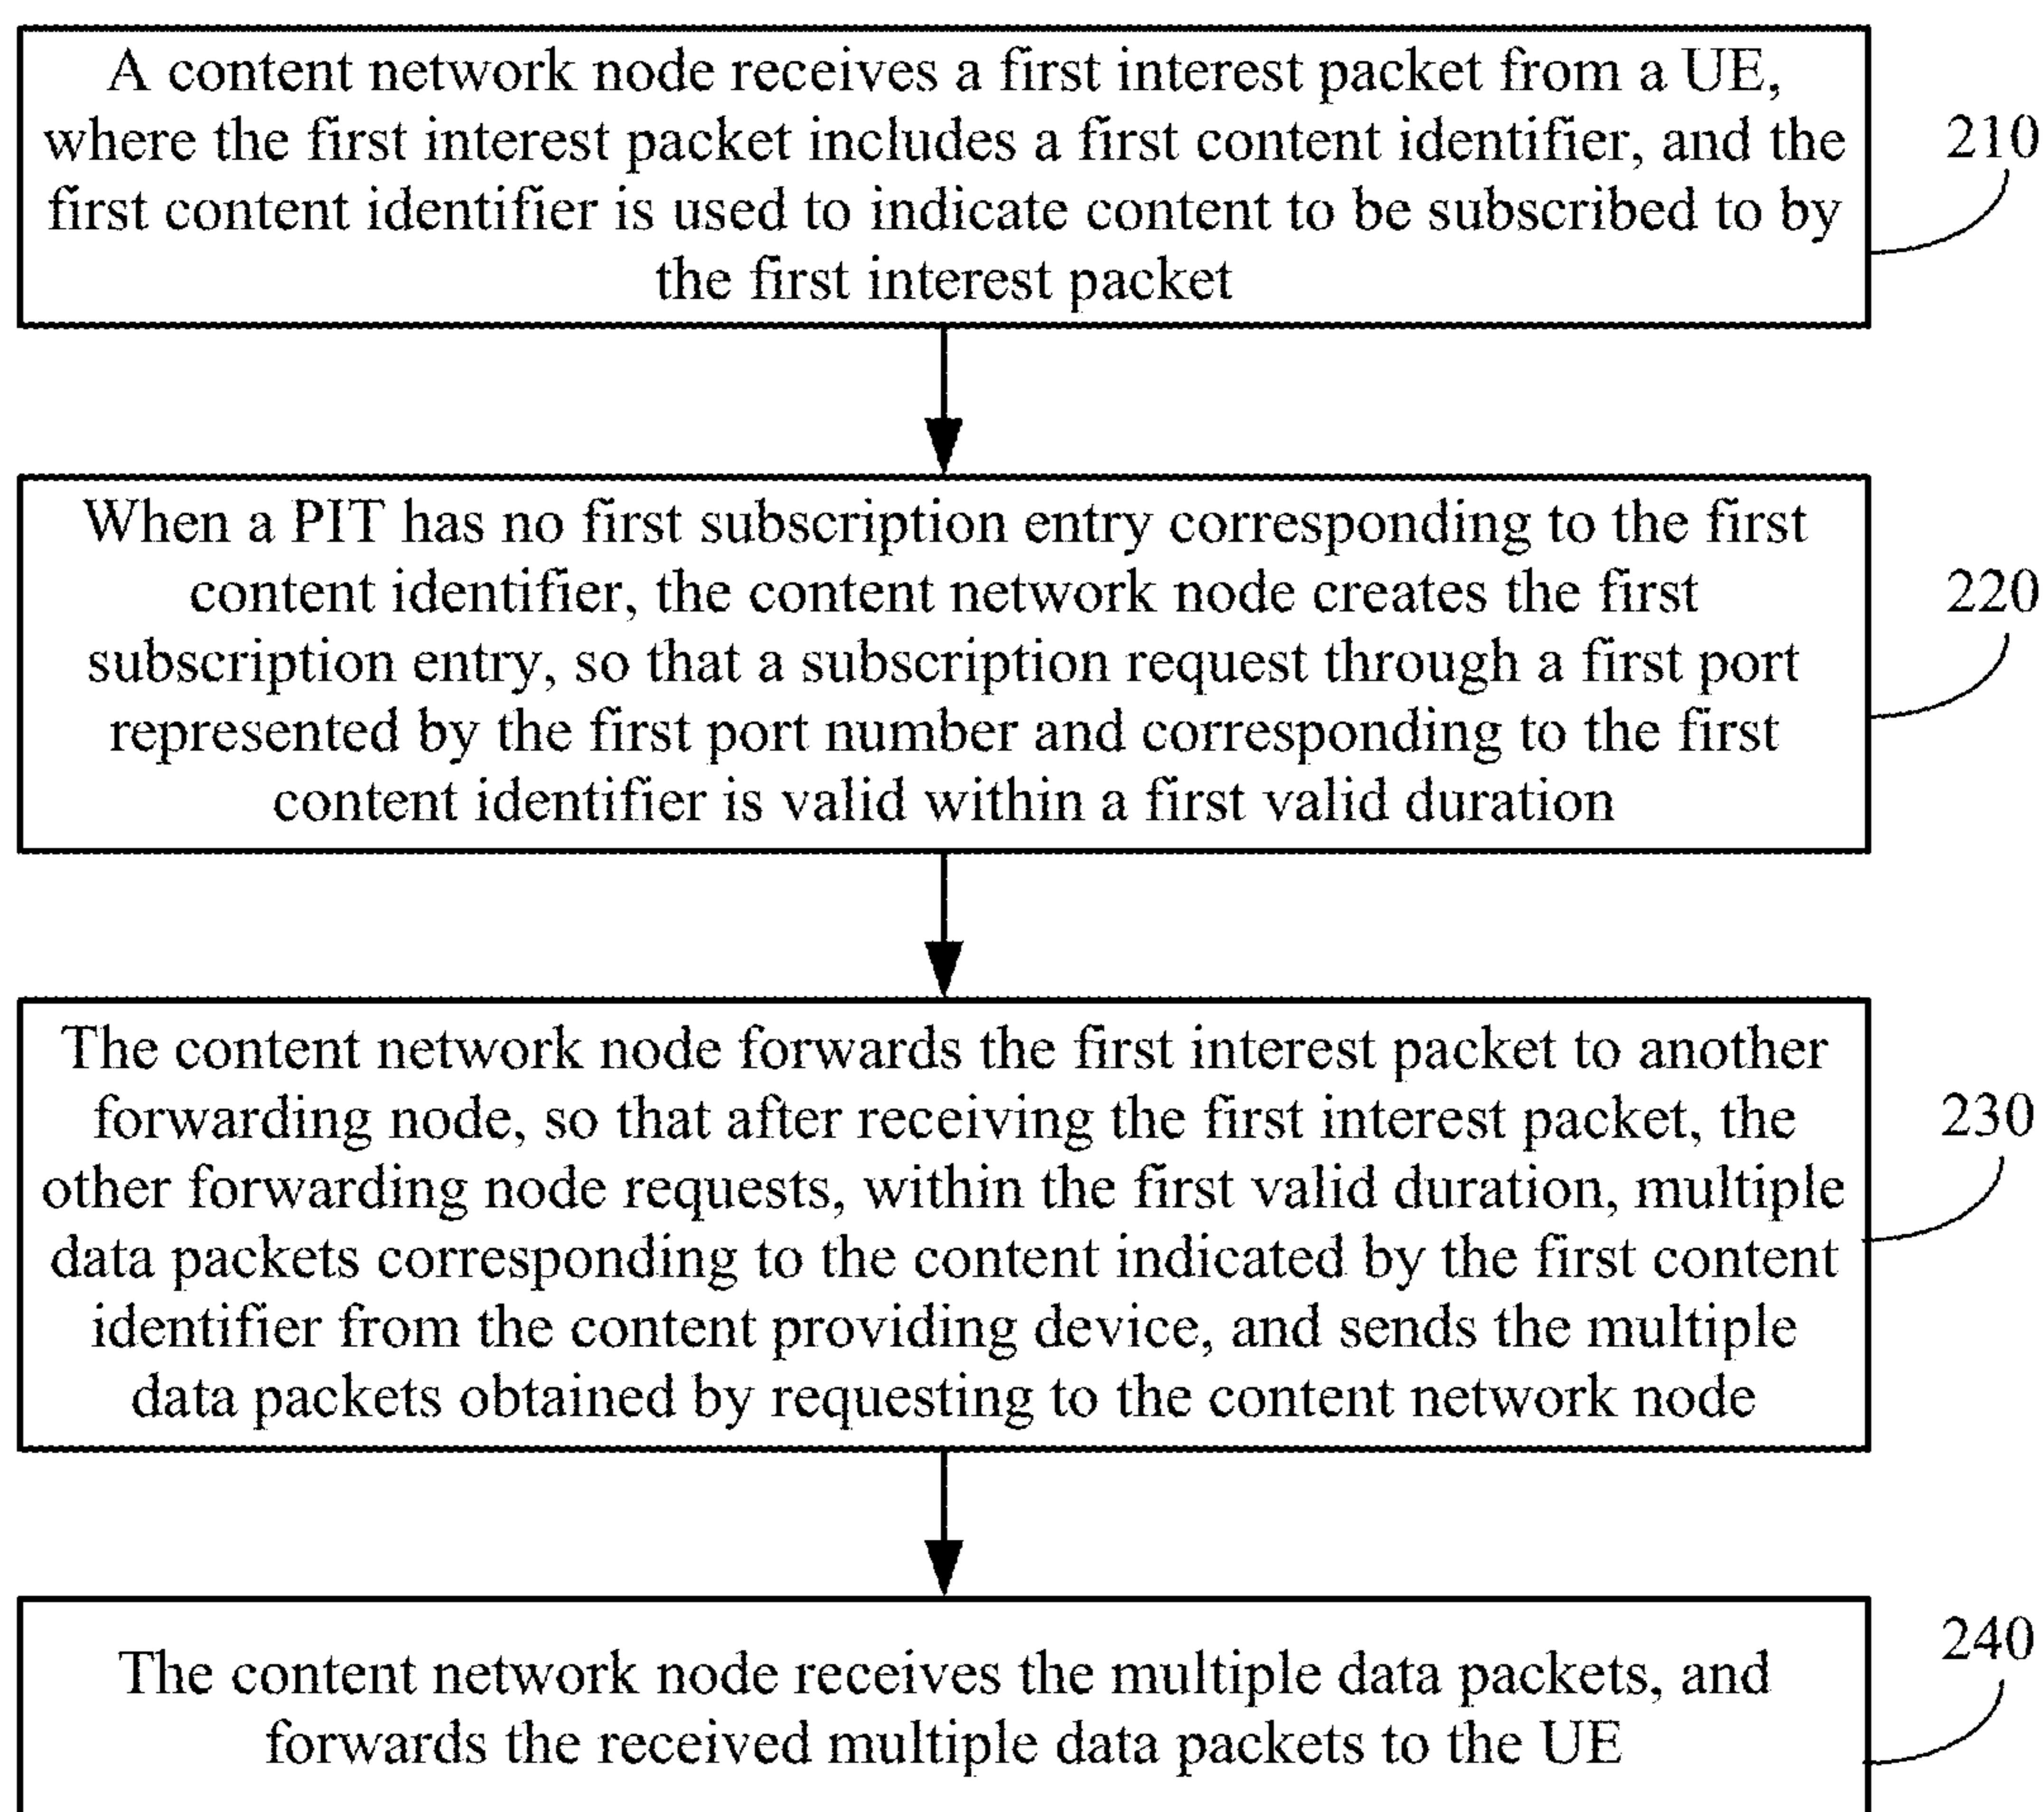 A content network node receives a first interest packet from a UE,
where the first interest packet includes a first content identifier, and the
first content identifier is used to indicate content to be subscribed to by
the first interest packet
210
When a PIT has no first subscription entry corresponding to the first
content identifier, the content network node creates the first
subscription entry, so that a subscription request through a first port
represented by the first port number and corresponding to the first
content identifier is valid within a first valid duration
220
The content network node forwards the first interest packet to another
forwarding node, so that after receiving the first interest packet, the
other forwarding node requests, within the first valid duration, multiple
data packets corresponding to the content indicated by the first content
identifier from the content providing device, and sends the multiple
data packets obtained by requesting to the content network node
230
The content network node receives the multiple data packets, and
forwards the received multiple data packets to the UE
240